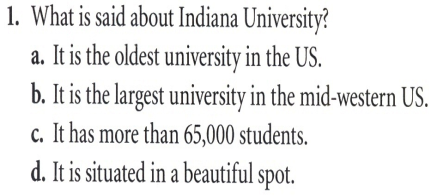 1. What is said about Indiana University?
a. It is the oldest university in the US.
b. It is the largest university in the mid-western US.
c. It has more than 65,000 students.
d. It is situated in a beautiful spot.